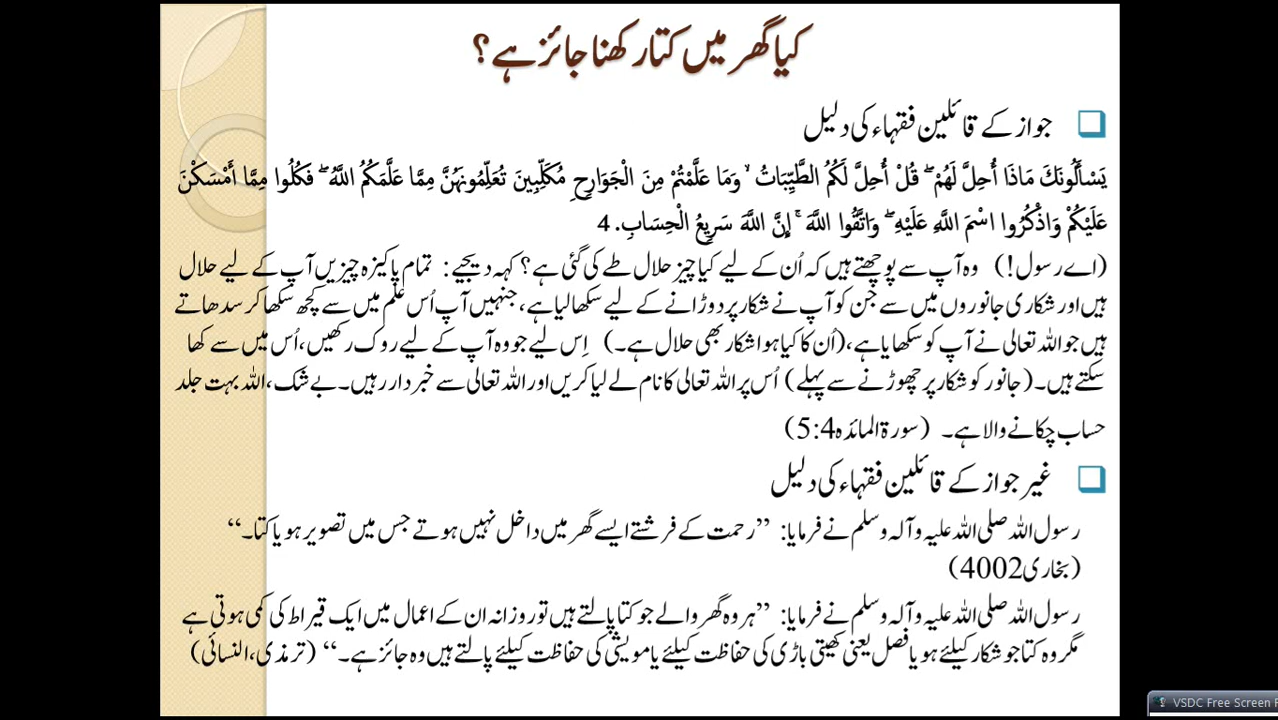 کیا گھر میں کتا رکھنا جائز ہے؟
جواز کے قائلین فقہاء کی دلیل
يَسْأَلُونَكَ مَاذَا أُحِلَّ لَهُمْ ۖ قُلْ أُحِلَّ لَكُمُ الطَّيِّبَاتُ ۙ وَمَا عَلَّمْتُمْ مِنَ الْجَوَارِحِ مُكَلِّبِينَ تُعَلِّمُونَهُنَّ مِمَّا عَلَّمَكُمُ اللَّهُ ۖ فَكُلُوا مِمَّا أَمْسَكْنَ
عَلَيْكُمْ وَاذْكُرُوا اسْمَ اللَّهِ عَلَيْهِ ۖ وَاتَّقُوا اللَّهَ ۚ إِنَّ اللَّهَ سَرِيعُ الْحِسَابِ. 4
(اے رسول!) وہ آپ سے پوچھتے ہیں کہ اُن کے لیے کیا چیز حلال طے کی گئی ہے؟ کہہ دیجیے: تمام پاکیزہ چیزیں آپ کے لیے حلال
ہیں اور شکاری جانوروں میں سے جن کو آپ نے شکار پر دوڑانے کے لیے سکھا لیا ہے، جنہیں آپ اُس علم میں سے کچھ سکھا کر سدھاتے
ہیں جو اللہ تعالی نے آپ کو سکھایا ہے، (اُن کا کیا ہوا شکار بھی حلال ہے۔) اِس لیے جو وہ آپ کے لیے روک رکھیں، اُس میں سے کھا
سکتے ہیں۔ (جانور کو شکار پر چھوڑنے سے پہلے) اُس پر اللہ تعالی کا نام لے لیا کریں اور اللہ تعالی سے خبردار رہیں۔ بے شک، اللہ بہت جلد
حساب چکانے والا ہے۔ (سورۃ المائدہ 5:4)
غیر جواز کے قائلین فقہاء کی دلیل
رسول اللہ صلی اللہ علیہ وآلہ وسلم نے فرمایا: ”رحمت کے فرشتے ایسے گھر میں داخل نہیں ہوتے جس میں تصویر ہو یا کتا۔“
(بخاری 4002)
رسول اللہ صلی اللہ علیہ وآلہ وسلم نے فرمایا: ”ہر وہ گھر والے جو کتا پالتے ہیں تو روزانہ ان کے اعمال میں ایک قیراط کی کمی ہوتی ہے
مگر وہ کتا جو شکار کیلئے ہو یا فصل یعنی کھیتی باڑی کی حفاظت کیلئے یا مویشی کی حفاظت کیلئے پالتے ہیں وہ جائز ہے۔“ (ترمذی، النسائی)
VSDC Free Screen